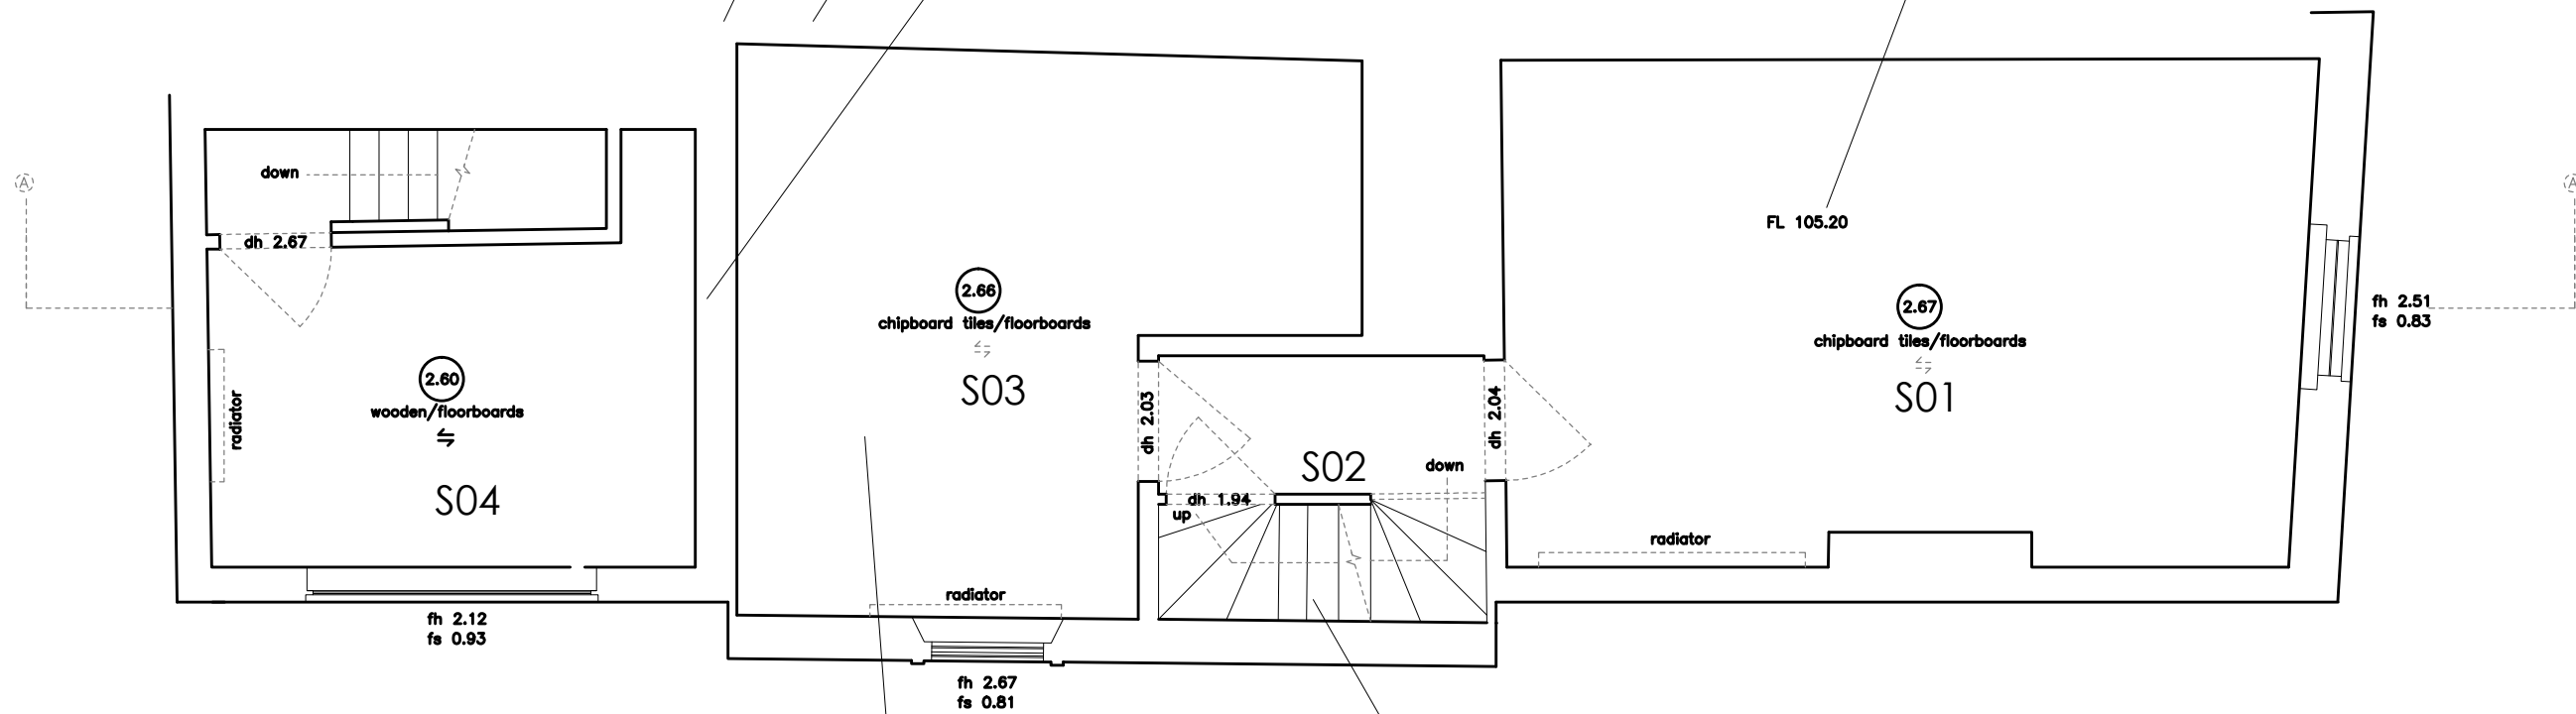 A
down
dh 2.67
radiator
2.60
wooden/floorboards
S04
fh 2.12
fs 0.93
2.66
chipboard tiles/floorboards
S03
radiator
fh 2.67
fs 0.81
dh 2.03
dh 1.94
up
S02
down
dh 2.04
FL 105.20
2.67
chipboard tiles/floorboards
S01
radiator
fh 2.51
fs 0.83
A